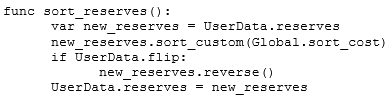 func sort_reserves():
    var new_reserves = UserData.reserves
    new_reserves.sort_custom(Global.sort_cost)
    if UserData.flip:
        new_reserves.reverse()
    UserData.reserves = new_reserves